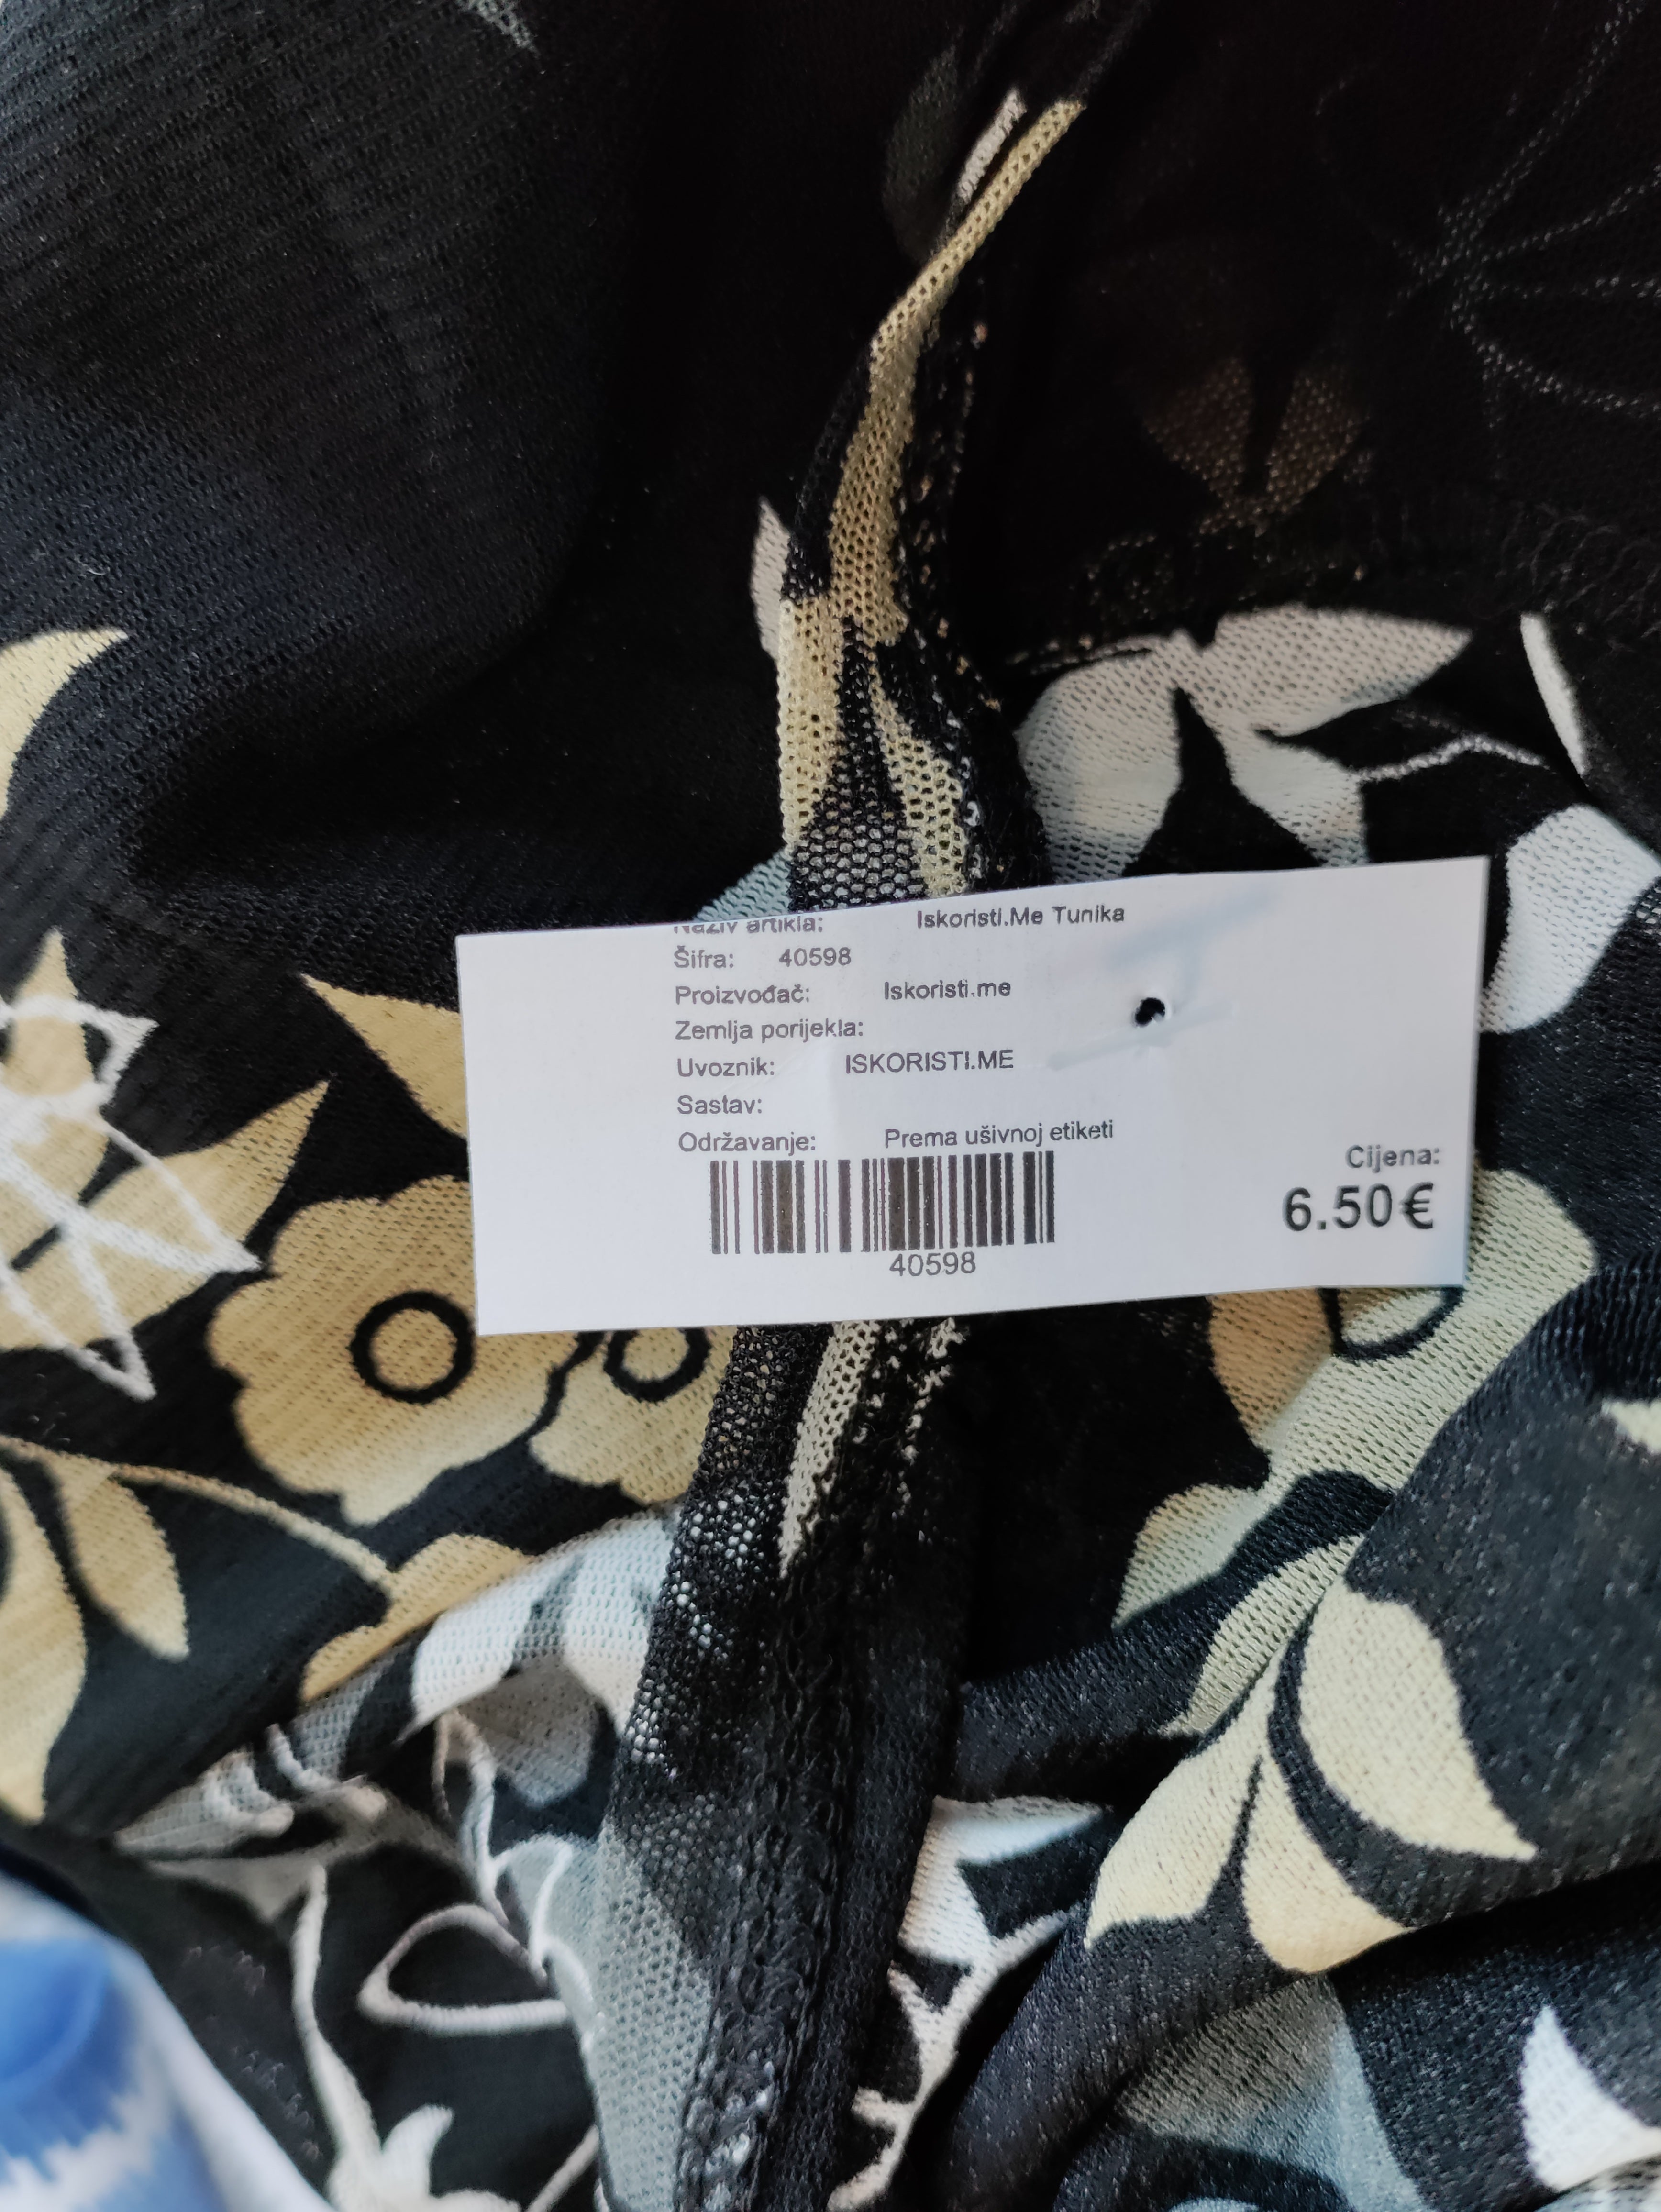 Naziv artikla: Iskoristi.Me Tunika
Šifra: 40598
Proizvođač: Iskoristi.me
Zemlja porijekla:
Uvoznik: ISKORISTI.ME
Sastav:
Održavanje: Prema ušivnoj etiketi
40598
Cijena:
6.50€